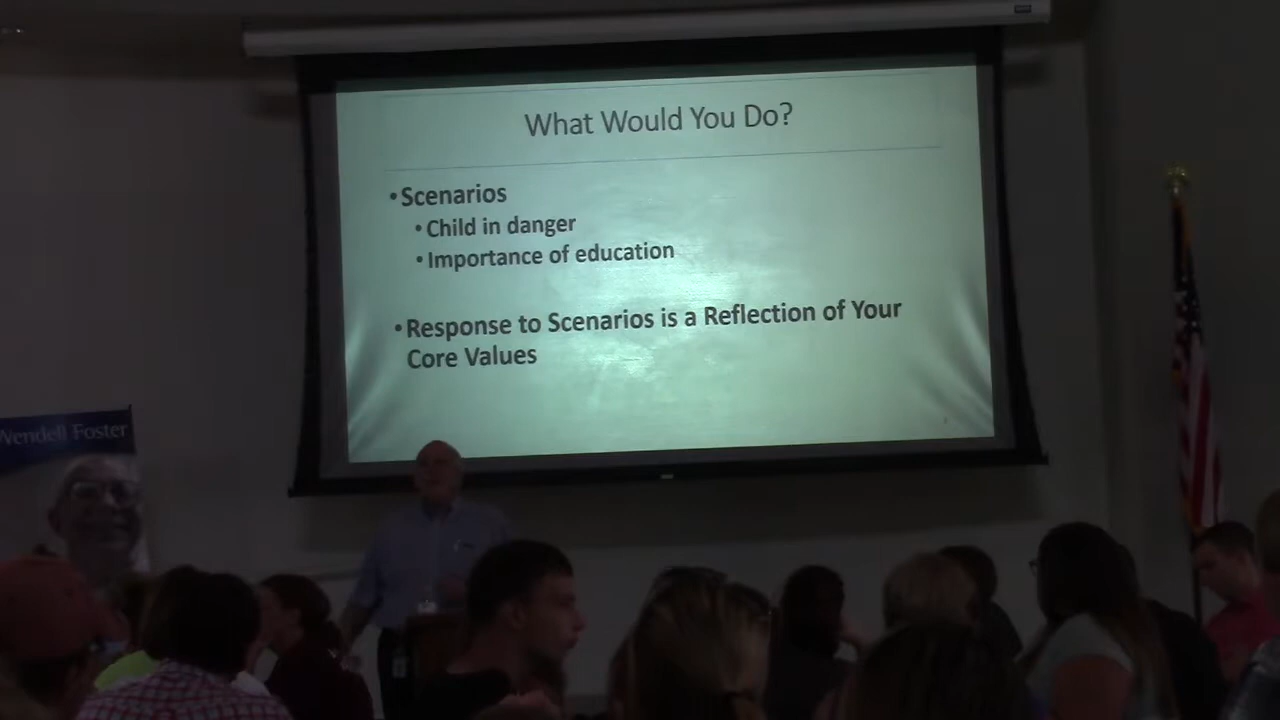 What Would You Do?
•Scenarios
•Child in danger
•Importance of education
•Response to Scenarios is a Reflection of Your
Core Values
Wendell Foster